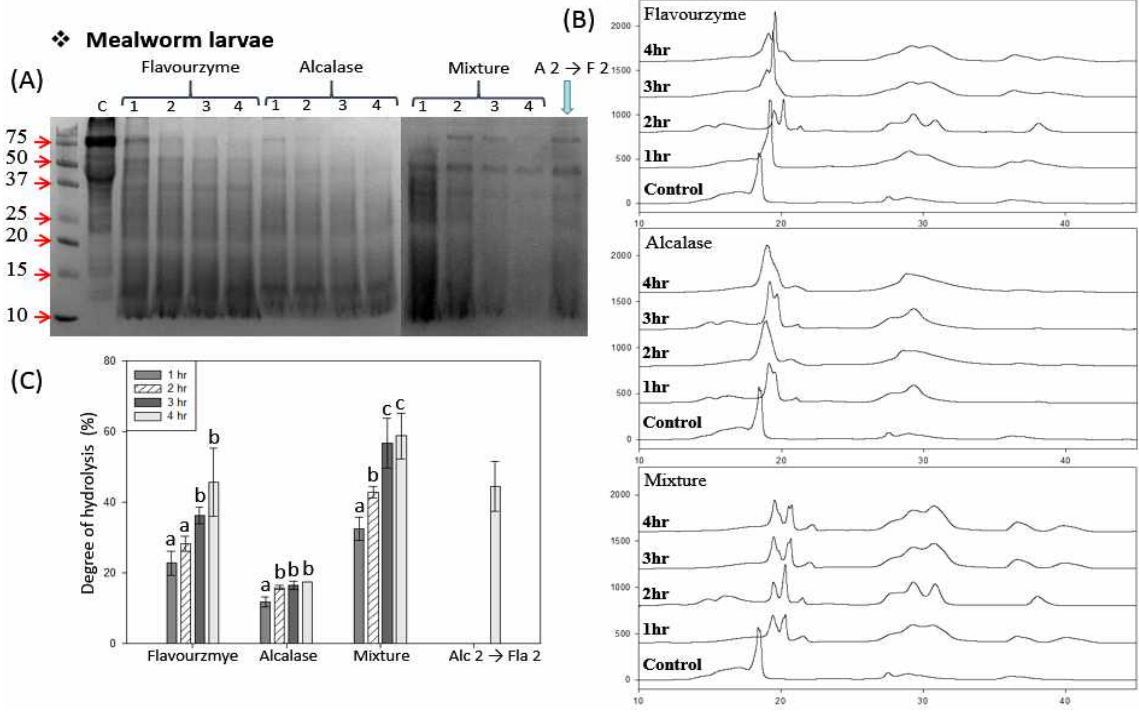 ❖ Mealworm larvae
(A)
Flavourzyme
Alcalase
Mixture
A 2 → F 2
C 1 2 3 4 1 2 3 4 1 2 3 4
75
50
37
25
20
15
10
(B)
Flavourzyme
2000
1500
1000
500
0
4hr
3hr
2hr
1hr
Control
10 20 30 40
Alcalase
2000
1500
1000
500
0
4hr
3hr
2hr
1hr
Control
10 20 30 40
Mixture
2000
1500
1000
500
0
4hr
3hr
2hr
1hr
Control
10 20 30 40
(C)
Degree of hydrolysis (%)
80
60
40
20
0
1 hr
2 hr
3 hr
4 hr
a a b b
a b b b
a b c c
Flavourzmye Alcalase Mixture Alc 2 → Fla 2